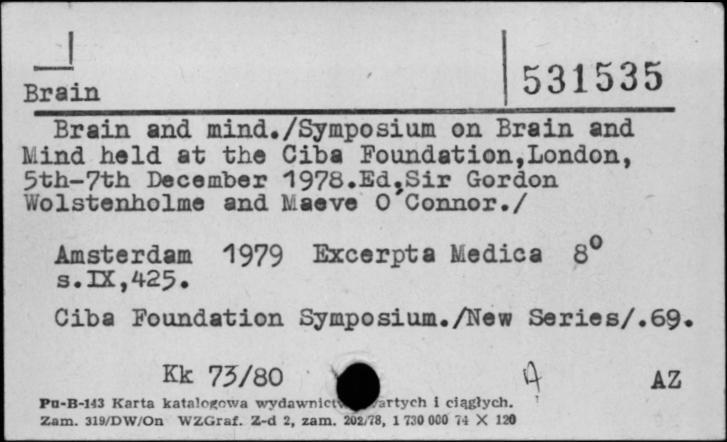 531535
Brain
Brain and mind./Symposium on Brain and
Mind held at the Ciba Foundation,London,
5th-7th December 1978.Ed,Sir Gordon
Wolstenholme and Maeve O'Connor./
Amsterdam 1979 Excerpta Medica 8°
s.IX,425.
Ciba Foundation Symposium./New Series/.69.
Kk 73/80 A AZ
Pu-B-143 Karta katalogowa wydawnict artych i ciągłych.
Zam. 319/DW/On WZGraf. Z-d 2, zam. 202/78, 1 730 000 74 X 120